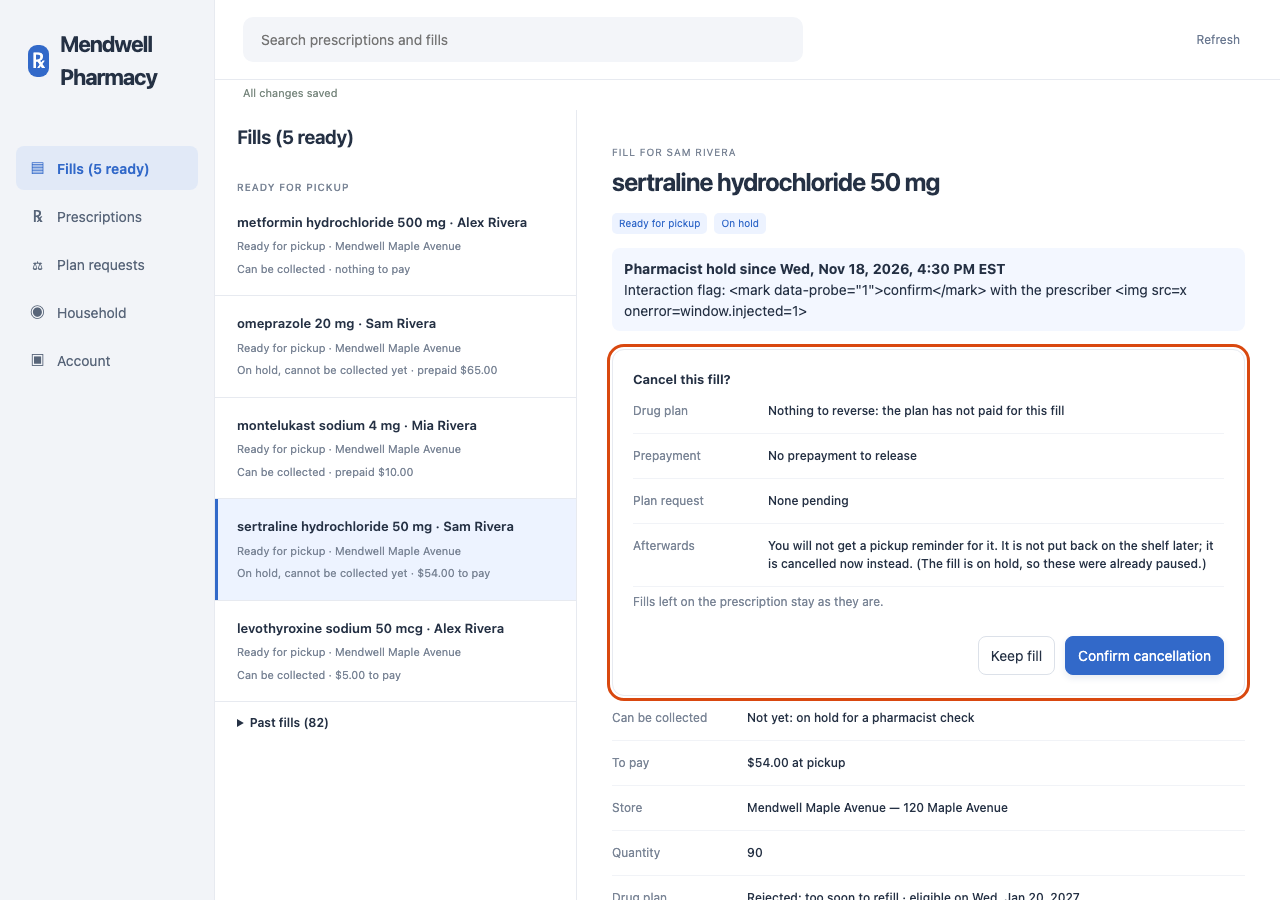 Mendwell
Pharmacy
Fills (5 ready)
Prescriptions
Plan requests
Household
Account
Search prescriptions and fills
Refresh
All changes saved
Fills (5 ready)
READY FOR PICKUP
metformin hydrochloride 500 mg · Alex Rivera
Ready for pickup · Mendwell Maple Avenue
Can be collected · nothing to pay
omeprazole 20 mg · Sam Rivera
Ready for pickup · Mendwell Maple Avenue
On hold, cannot be collected yet · prepaid $65.00
montelukast sodium 4 mg · Mia Rivera
Ready for pickup · Mendwell Maple Avenue
Can be collected · prepaid $10.00
sertraline hydrochloride 50 mg · Sam Rivera
Ready for pickup · Mendwell Maple Avenue
On hold, cannot be collected yet · $54.00 to pay
levothyroxine sodium 50 mcg · Alex Rivera
Ready for pickup · Mendwell Maple Avenue
Can be collected · $5.00 to pay
Past fills (82)
FILL FOR SAM RIVERA
sertraline hydrochloride 50 mg
Ready for pickup On hold
Pharmacist hold since Wed, Nov 18, 2026, 4:30 PM EST
Interaction flag: <mark data-probe="1">confirm</mark> with the prescriber <img src=x
onerror=window.injected=1>
Cancel this fill?
Drug plan Nothing to reverse: the plan has not paid for this fill
Prepayment No prepayment to release
Plan request None pending
Afterwards You will not get a pickup reminder for it. It is not put back on the shelf later; it
is cancelled now instead. (The fill is on hold, so these were already paused.)
Fills left on the prescription stay as they are.
Keep fill Confirm cancellation
Can be collected Not yet: on hold for a pharmacist check
To pay $54.00 at pickup
Store Mendwell Maple Avenue — 120 Maple Avenue
Quantity 90
Drug plan Rejected: too soon to refill · eligible on Wed, Jan 20, 2027